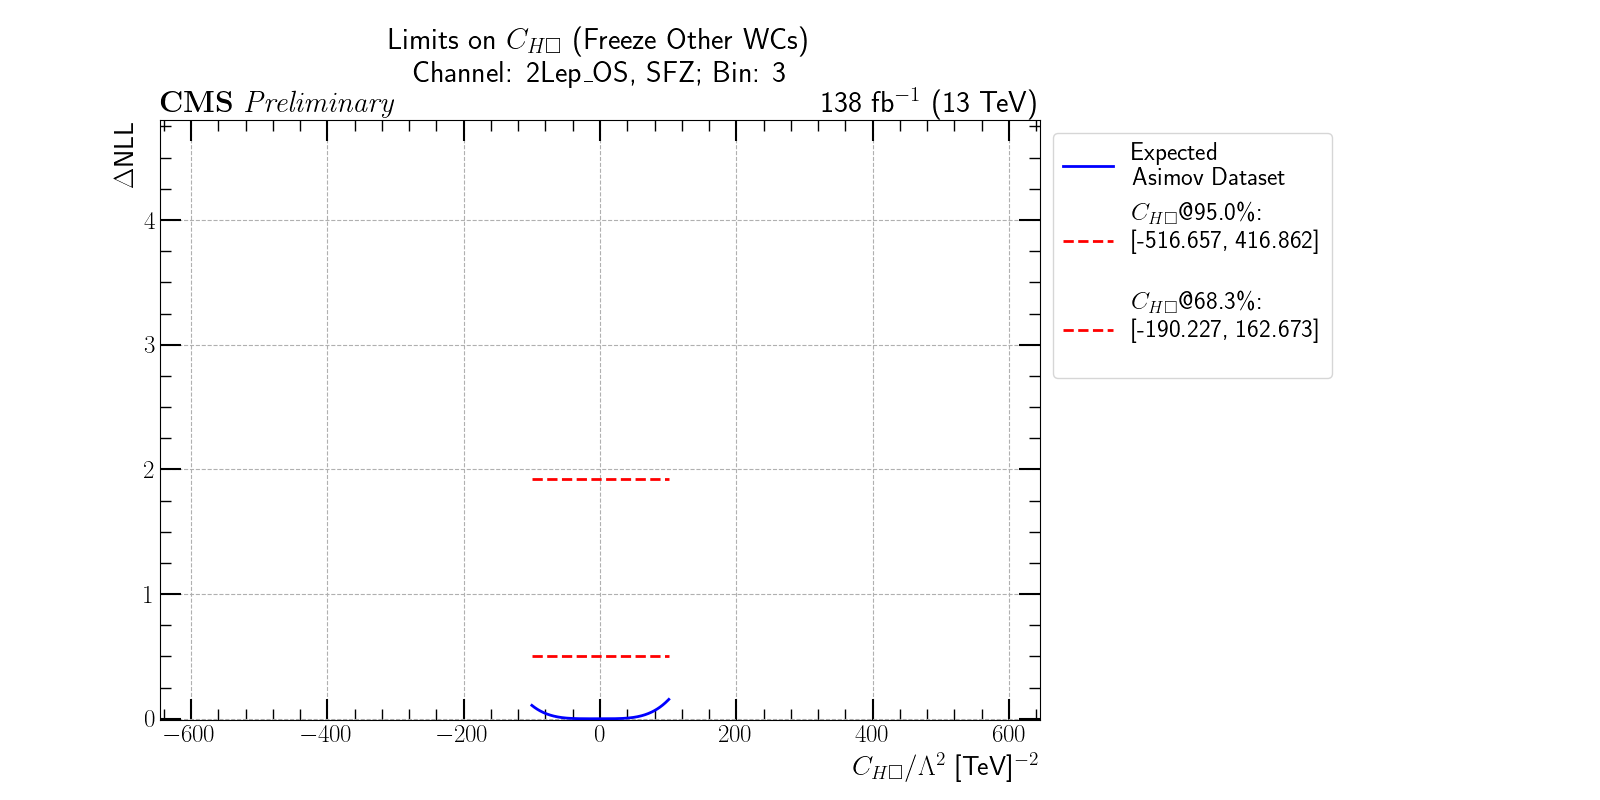 Limits on C_{H□} (Freeze Other WCs)
Channel: 2Lep_OS, SFZ; Bin: 3
CMS Preliminary
138 fb⁻¹ (13 TeV)
ΔNLL
4
3
2
1
0
−600 −400 −200 0 200 400 600
C_{H□}/Λ² [TeV]⁻²
Expected
Asimov Dataset
C_{H□}@95.0%:
[-516.657, 416.862]
C_{H□}@68.3%:
[-190.227, 162.673]